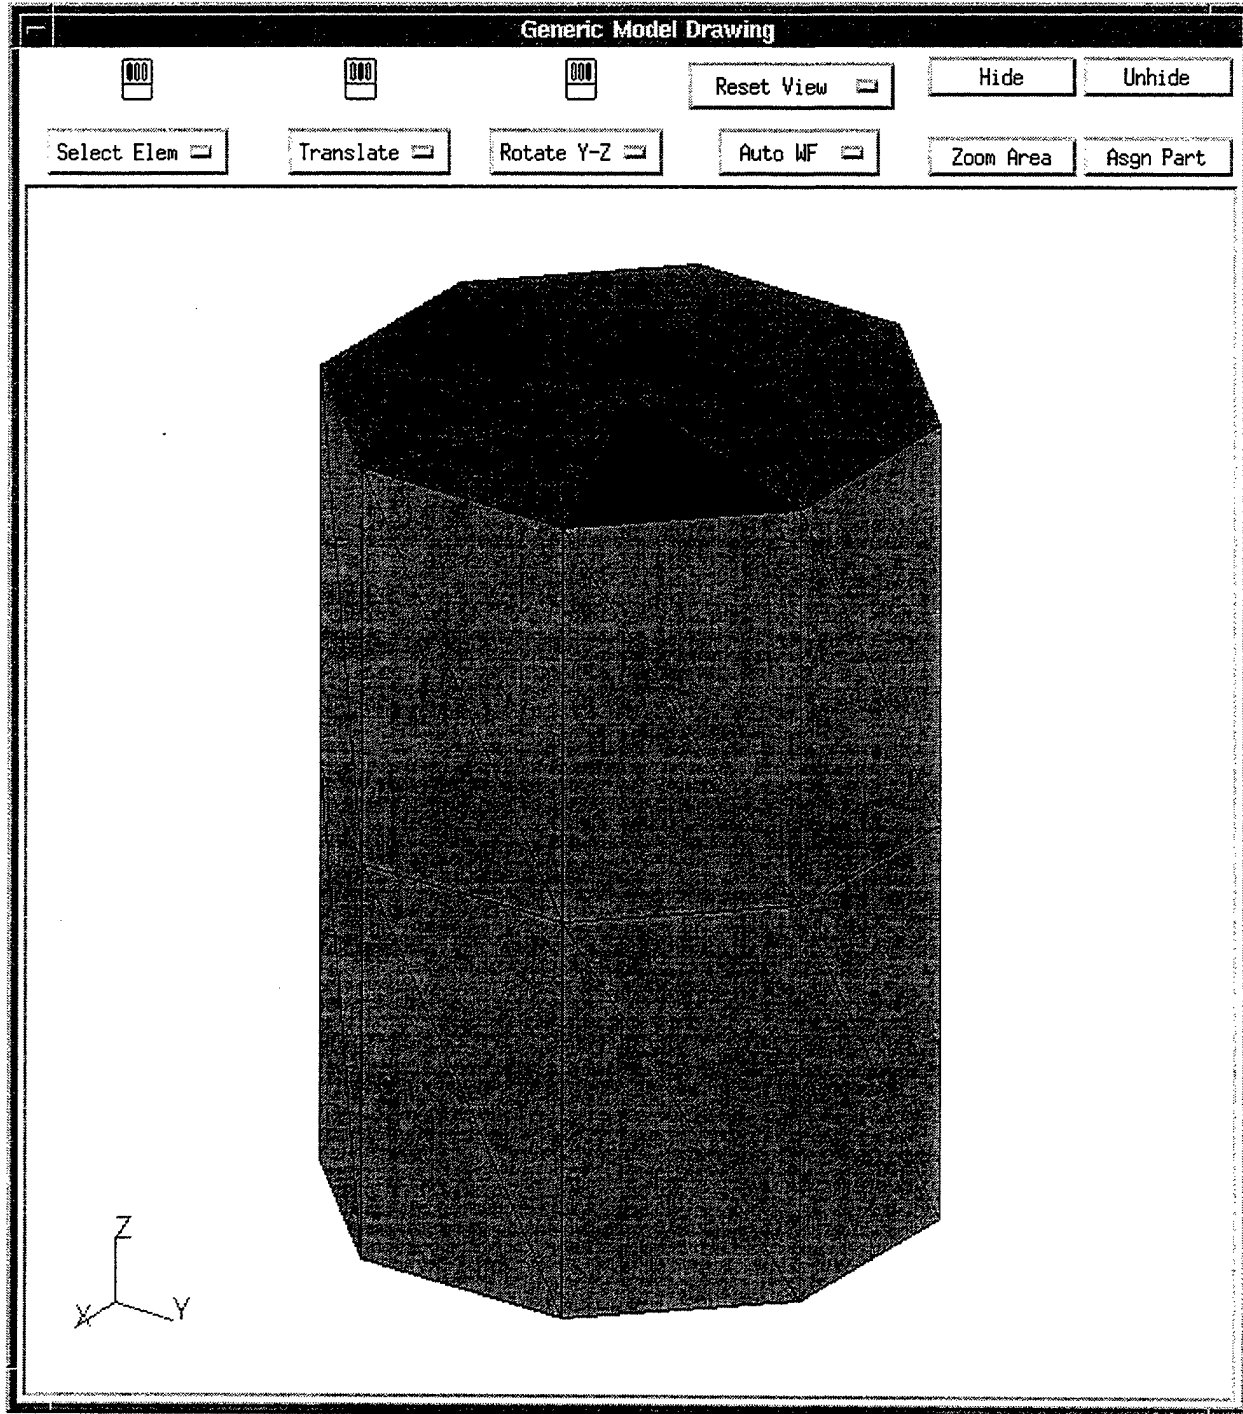 Generic Model Drawing
Reset View
Hide
Unhide
Select Elem
Translate
Rotate Y-Z
Auto WF
Zoom Area
Asgn Part
Z
X
Y